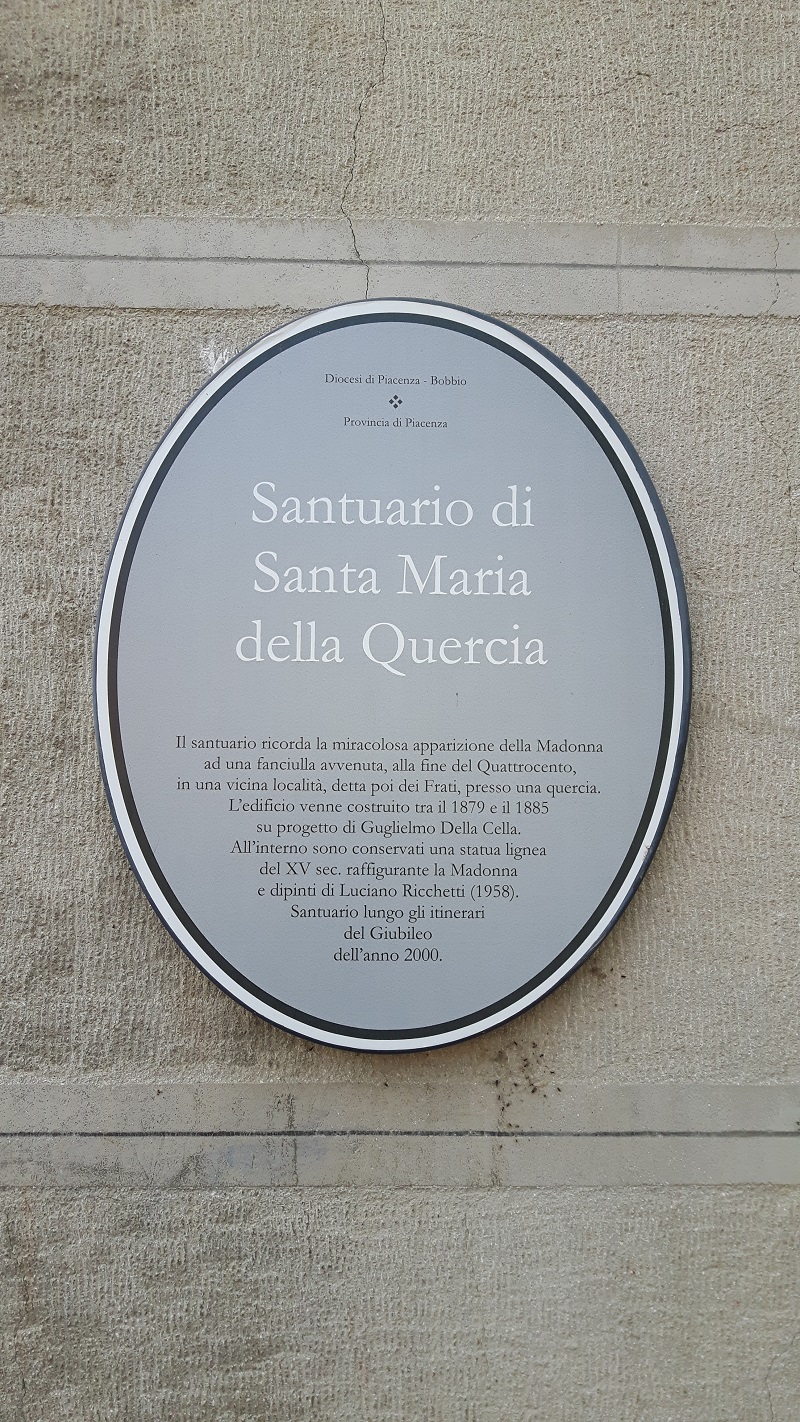 Diocesi di Piacenza - Bobbio
Provincia di Piacenza
Santuario di
Santa Maria
della Quercia
Il santuario ricorda la miracolosa apparizione della Madonna
ad una fanciulla avvenuta, alla fine del Quattrocento,
in una vicina località, detta poi dei Frati, presso una quercia.
L'edificio venne costruito tra il 1879 e il 1885
su progetto di Guglielmo Della Cella.
All'interno sono conservati una statua lignea
del XV sec. raffigurante la Madonna
e dipinti di Luciano Ricchetti (1958).
Santuario lungo gli itinerari
del Giubileo
dell'anno 2000.